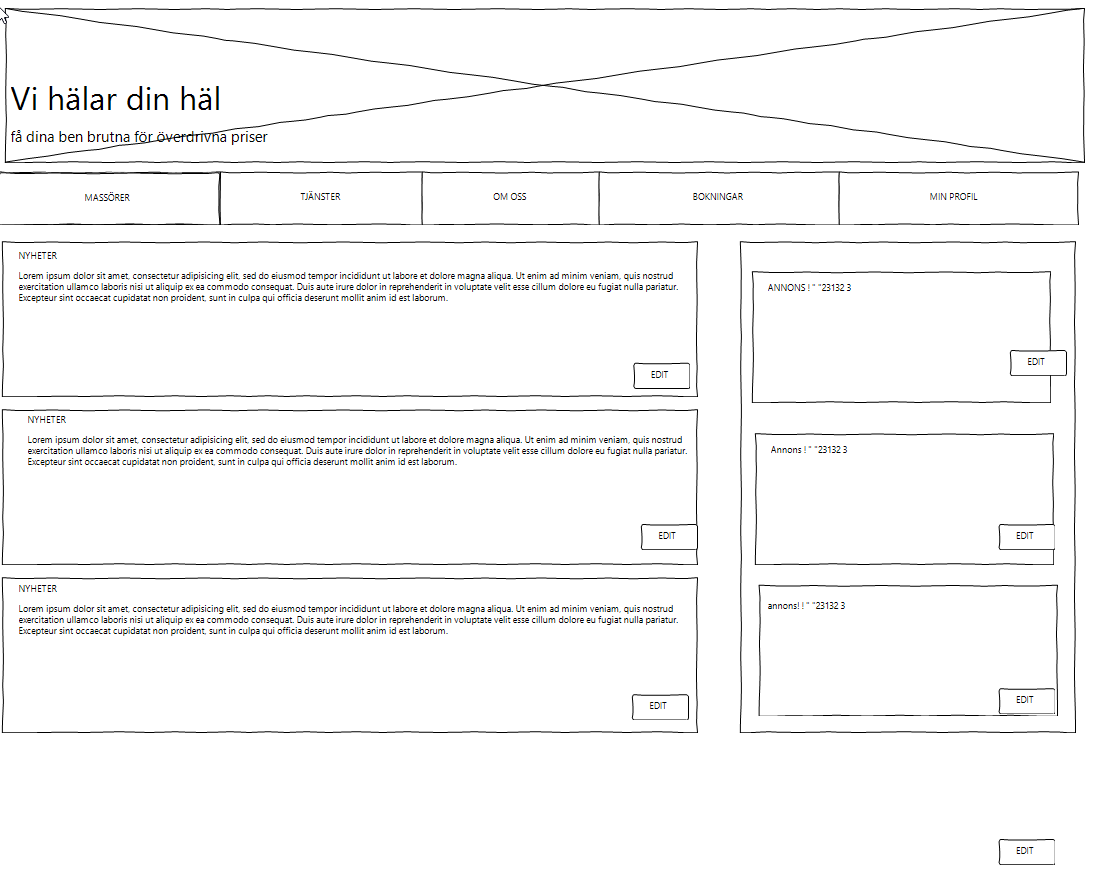 Vi hälar din häl
få dina ben brutna för överdrivna priser
MASSÖRER TJÄNSTER OM OSS BOKNINGAR MIN PROFIL
NYHETER
Lorem ipsum dolor sit amet, consectetur adipisicing elit, sed do eiusmod tempor incididunt ut labore et dolore magna aliqua. Ut enim ad minim veniam, quis nostrud
exercitation ullamco laboris nisi ut aliquip ex ea commodo consequat. Duis aute irure dolor in reprehenderit in voluptate velit esse cillum dolore eu fugiat nulla pariatur.
Excepteur sint occaecat cupidatat non proident, sunt in culpa qui officia deserunt mollit anim id est laborum.
EDIT
NYHETER
Lorem ipsum dolor sit amet, consectetur adipisicing elit, sed do eiusmod tempor incididunt ut labore et dolore magna aliqua. Ut enim ad minim veniam, quis nostrud
exercitation ullamco laboris nisi ut aliquip ex ea commodo consequat. Duis aute irure dolor in reprehenderit in voluptate velit esse cillum dolore eu fugiat nulla pariatur.
Excepteur sint occaecat cupidatat non proident, sunt in culpa qui officia deserunt mollit anim id est laborum.
EDIT
NYHETER
Lorem ipsum dolor sit amet, consectetur adipisicing elit, sed do eiusmod tempor incididunt ut labore et dolore magna aliqua. Ut enim ad minim veniam, quis nostrud
exercitation ullamco laboris nisi ut aliquip ex ea commodo consequat. Duis aute irure dolor in reprehenderit in voluptate velit esse cillum dolore eu fugiat nulla pariatur.
Excepteur sint occaecat cupidatat non proident, sunt in culpa qui officia deserunt mollit anim id est laborum.
EDIT
ANNONS ! " "23132 3
EDIT
Annons ! " "23132 3
EDIT
annons! ! " "23132 3
EDIT
EDIT